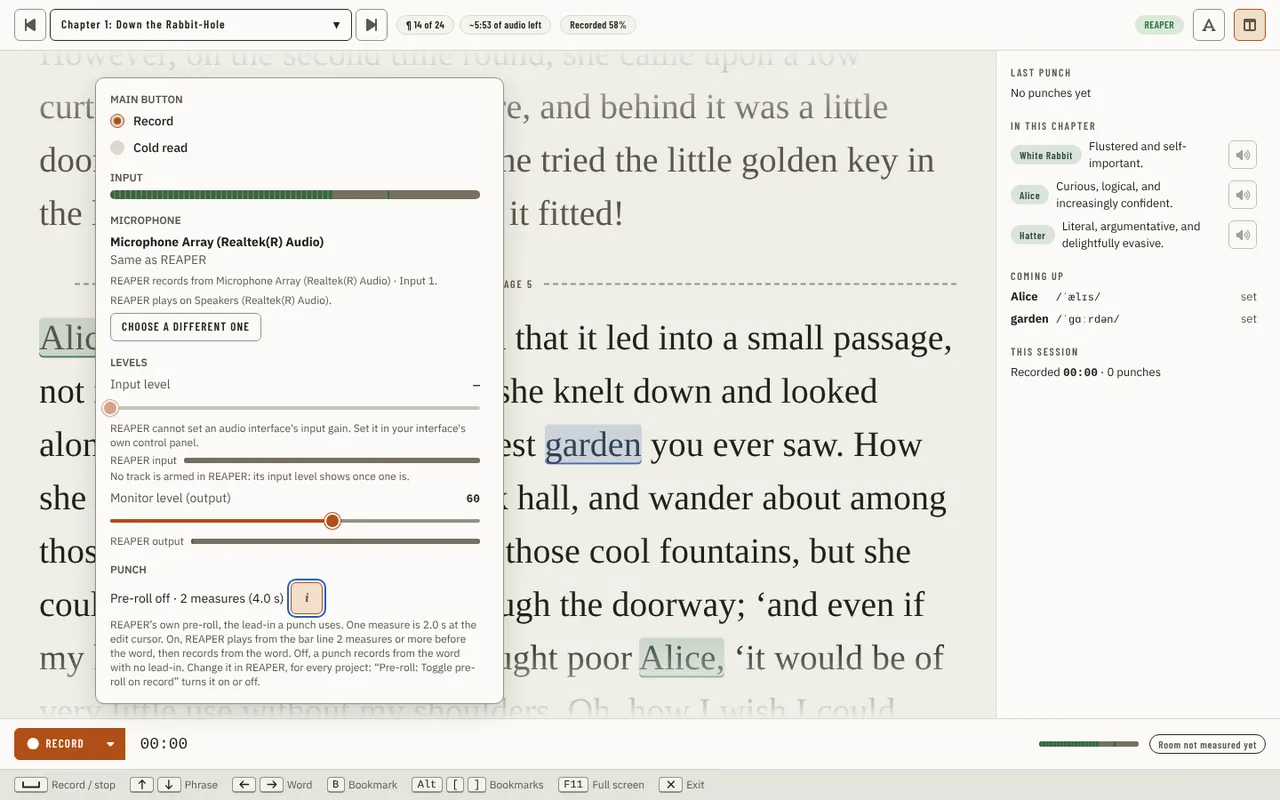 Chapter 1: Down the Rabbit-Hole
¶ 14 of 24
~5:53 of audio left
Recorded 58%
REAPER
A
However, on the second time round, she came upon a low
curt
re, and behind it was a little
door
he tried the little golden key in
the l
it fitted!
AGE 5
Alic
that it led into a small passage,
not
she knelt down and looked
alon
est garden you ever saw. How
she
k hall, and wander about among
thos
those cool fountains, but she
coul
ugh the doorway; ‘and even if
my
ught poor Alice, ‘it would be of
very little use without my shoulders. Oh, how I wish I could
MAIN BUTTON
Record
Cold read
INPUT
MICROPHONE
Microphone Array (Realtek(R) Audio)
Same as REAPER
REAPER records from Microphone Array (Realtek(R) Audio) · Input 1.
REAPER plays on Speakers (Realtek(R) Audio).
CHOOSE A DIFFERENT ONE
LEVELS
Input level –
REAPER cannot set an audio interface's input gain. Set it in your interface's
own control panel.
REAPER input
No track is armed in REAPER: its input level shows once one is.
Monitor level (output) 60
REAPER output
PUNCH
Pre-roll off · 2 measures (4.0 s) i
REAPER's own pre-roll, the lead-in a punch uses. One measure is 2.0 s at the
edit cursor. On, REAPER plays from the bar line 2 measures or more before
the word, then records from the word. Off, a punch records from the word
with no lead-in. Change it in REAPER, for every project: “Pre-roll: Toggle pre-
roll on record” turns it on or off.
LAST PUNCH
No punches yet
IN THIS CHAPTER
White Rabbit
Flustered and self-
important.
Alice
Curious, logical, and
increasingly confident.
Hatter
Literal, argumentative, and
delightfully evasive.
COMING UP
Alice /ˈælɪs/ set
garden /ˈɡɑːrdən/ set
THIS SESSION
Recorded 00:00 · 0 punches
RECORD
00:00
Room not measured yet
Record / stop
↑ ↓ Phrase
← → Word
B Bookmark
Alt [ ] Bookmarks
F11 Full screen
✕ Exit